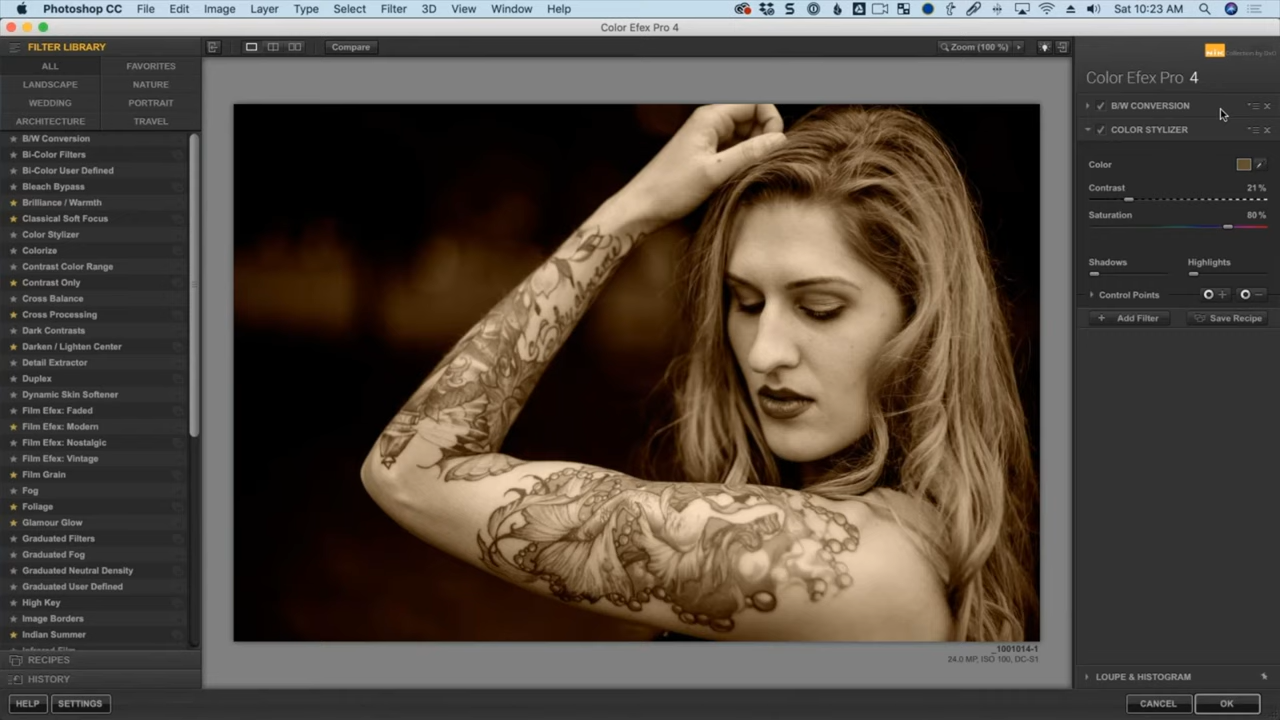 Photoshop CC File Edit Image Layer Type Select Filter 3D View Window Help Sat 10:23 AM
Color Efex Pro 4
FILTER LIBRARY
Compare
Zoom (100 %)
ALL FAVORITES
LANDSCAPE NATURE
WEDDING PORTRAIT
ARCHITECTURE TRAVEL
B/W Conversion
Bi-Color Filters
Bi-Color User Defined
Bleach Bypass
Brilliance / Warmth
Classical Soft Focus
Color Stylizer
Colorize
Contrast Color Range
Contrast Only
Cross Balance
Cross Processing
Dark Contrasts
Darken / Lighten Center
Detail Extractor
Duplex
Dynamic Skin Softener
Film Efex: Faded
Film Efex: Modern
Film Efex: Nostalgic
Film Efex: Vintage
Film Grain
Fog
Foliage
Glamour Glow
Graduated Filters
Graduated Fog
Graduated Neutral Density
Graduated User Defined
High Key
Image Borders
Indian Summer
RECIPES
HISTORY
HELP SETTINGS
_1001014-1
24.0 MP, ISO 100, DC-S1
Color Efex Pro 4
B/W CONVERSION
COLOR STYLIZER
Color
Contrast 21 %
Saturation 80 %
Shadows Highlights
Control Points
Add Filter Save Recipe
LOUPE & HISTOGRAM
CANCEL OK